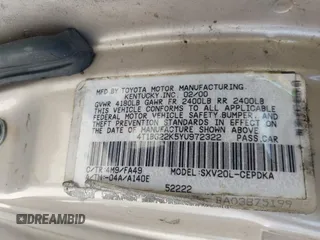 MFD. BY TOYOTA MOTOR MANUFACTURING,
KENTUCKY,INC. 02/00
GVWR 4180LB GAWR FR 2400LB RR 2400LB
THIS VEHICLE CONFORMS TO ALL APPLICABLE
FEDERAL MOTOR VEHICLE SAFETY, BUMPER, AND
THEFT PREVENTION STANDARDS IN EFFECT ON
THE DATE OF MANUFACTURE SHOWN ABOVE.
4T1BG22K5YU972322 PASS.CAR
C/TR:4M9/FA49 MODEL:SXV20L-CEPDKA
A/TM:-04A/A140E
52222
BA03875199
AUTOBIDMASTER